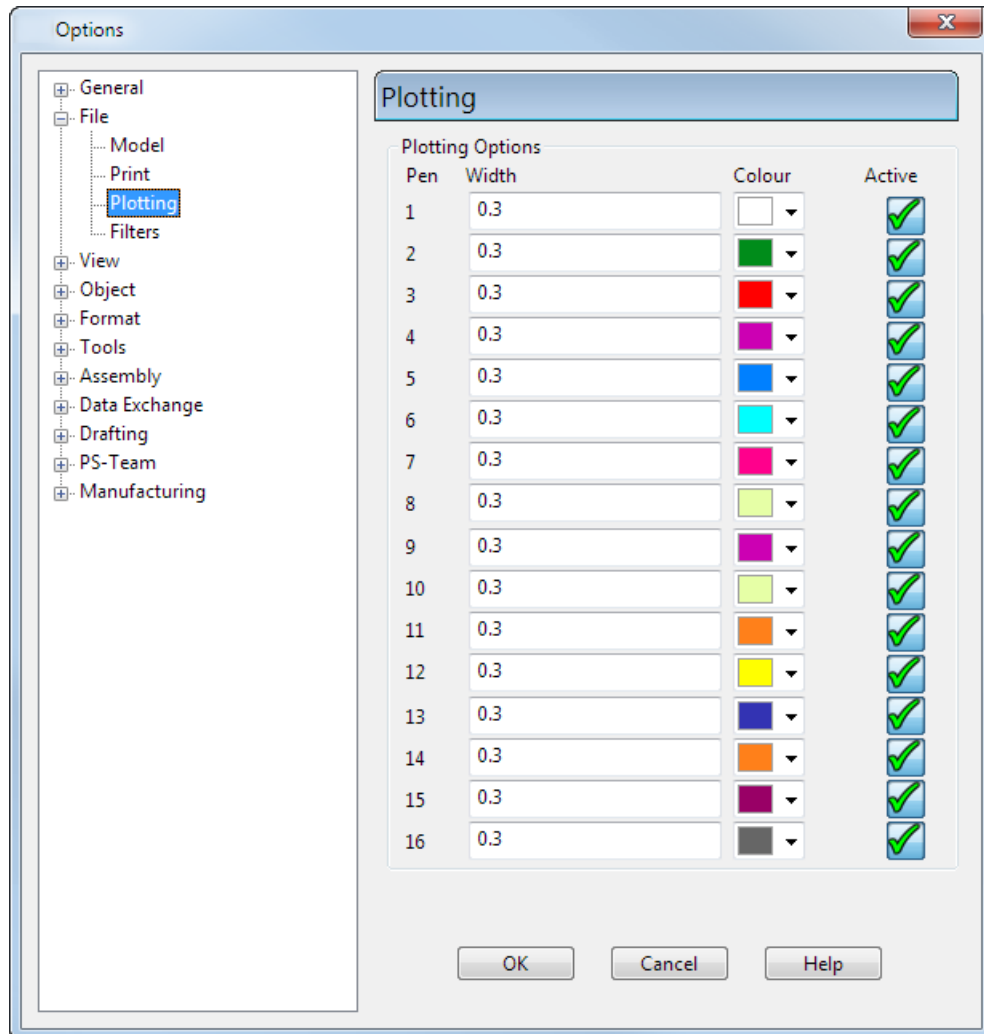 Options
General
File
Model
Print
Plotting
Filters
View
Object
Format
Tools
Assembly
Data Exchange
Drafting
PS-Team
Manufacturing
Plotting
Plotting Options
Pen Width Colour Active
1 0.3
2 0.3
3 0.3
4 0.3
5 0.3
6 0.3
7 0.3
8 0.3
9 0.3
10 0.3
11 0.3
12 0.3
13 0.3
14 0.3
15 0.3
16 0.3
OK Cancel Help